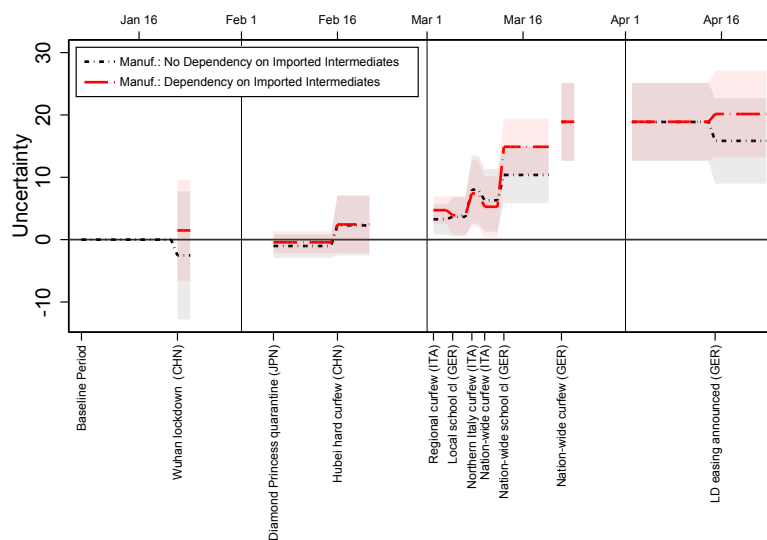 Jan 16
Feb 1
Feb 16
Mar 1
Mar 16
Apr 1
Apr 16
Manuf.: No Dependency on Imported Intermediates
Manuf.: Dependency on Imported Intermediates
Uncertainty
30
20
10
0
-10
Baseline Period
Wuhan lockdown (CHN)
Diamond Princess quarantine (JPN)
Hubei hard curfew (CHN)
Regional curfew (ITA)
Local school cl (GER)
Northern Italy curfew (ITA)
Nation-wide curfew (ITA)
Nation-wide school cl (GER)
Nation-wide curfew (GER)
LD easing announced (GER)